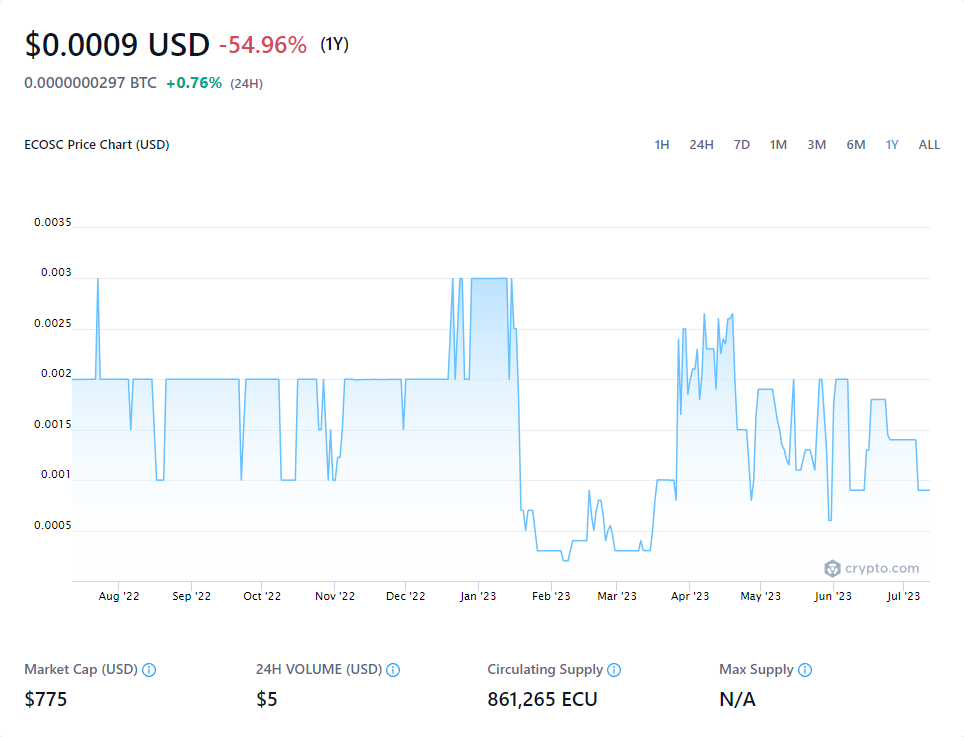 $0.0009 USD -54.96% (1Y)
0.0000000297 BTC +0.76% (24H)
ECOSC Price Chart (USD) 1H 24H 7D 1M 3M 6M 1Y ALL
0.0035
0.003
0.0025
0.002
0.0015
0.001
0.0005
crypto.com
Aug '22 Sep '22 Oct '22 Nov '22 Dec '22 Jan '23 Feb '23 Mar '23 Apr '23 May '23 Jun '23 Jul '23
Market Cap (USD) 24H VOLUME (USD) Circulating Supply Max Supply
$775 $5 861,265 ECU N/A